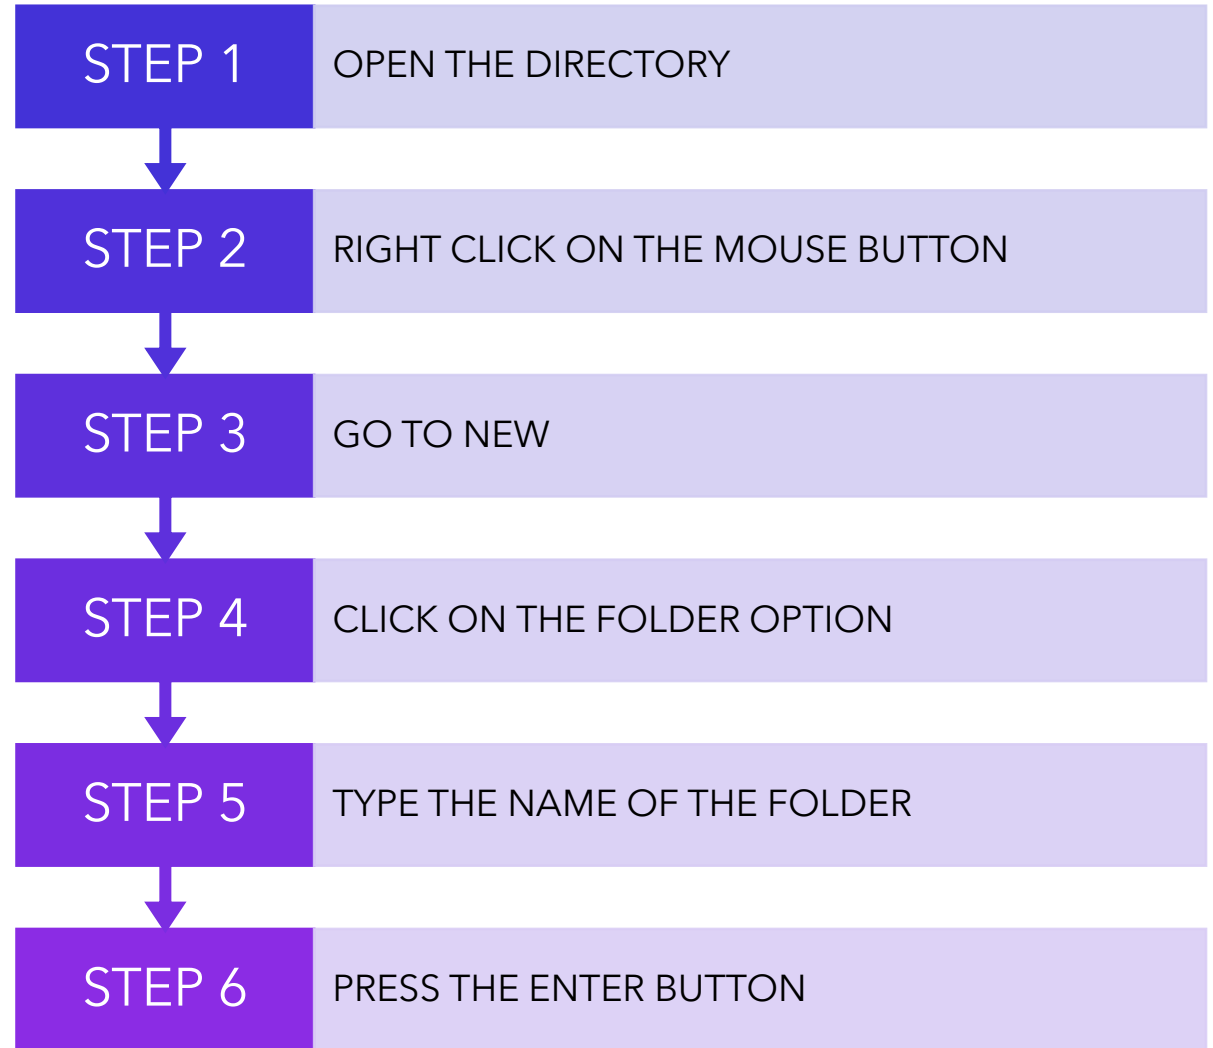 STEP 1
OPEN THE DIRECTORY
STEP 2
RIGHT CLICK ON THE MOUSE BUTTON
STEP 3
GO TO NEW
STEP 4
CLICK ON THE FOLDER OPTION
STEP 5
TYPE THE NAME OF THE FOLDER
STEP 6
PRESS THE ENTER BUTTON